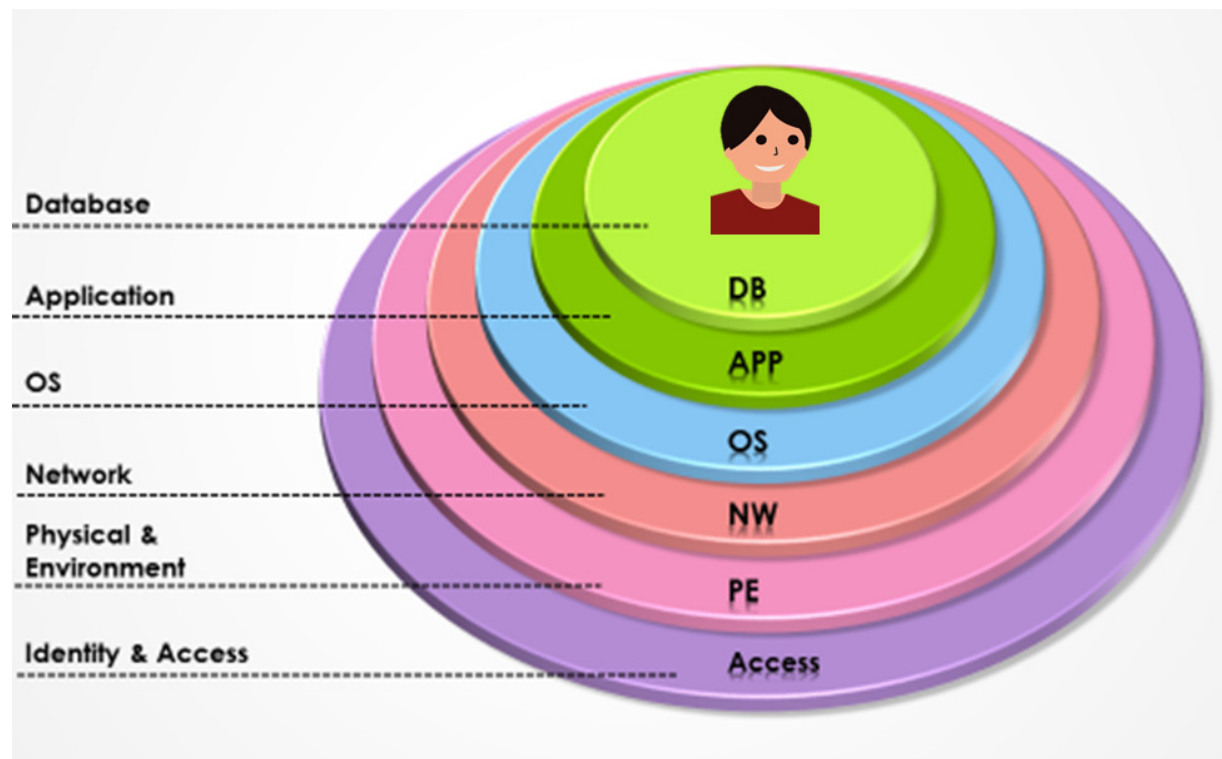 Database
DB
Application
APP
OS
OS
Network
NW
Physical &
Environment
PE
Identity & Access
Access